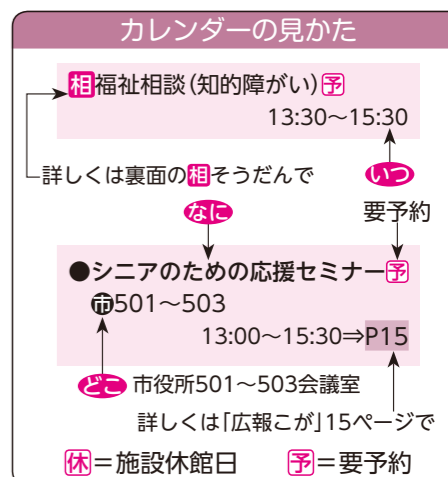 カレンダーの見かた
相福祉相談(知的障がい)予
13:30〜15:30
詳しくは裏面の相そうだんで
いつ
なに
要予約
●シニアのための応援セミナー予
市501〜503
13:00〜15:30⇒P15
どこ 市役所501〜503会議室
詳しくは「広報こが」15ページで
休=施設休館日 予=要予約